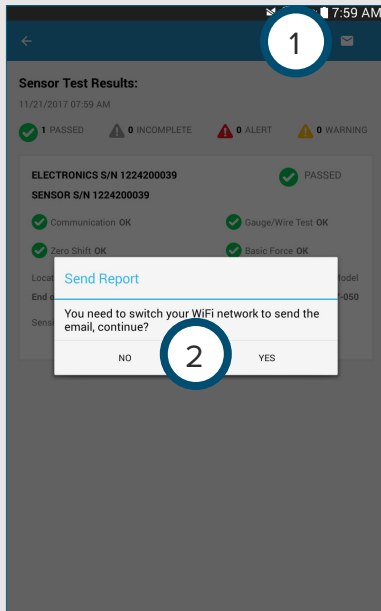 7:59 AM
1
Sensor Test Results:
11/21/2017 07:59 AM
1 PASSED 0 INCOMPLETE 0 ALERT 0 WARNING
ELECTRONICS S/N 1224200039 PASSED
SENSOR S/N 1224200039
Communication OK Gauge/Wire Test OK
Zero Shift OK Basic Force OK
Send Report
You need to switch your WiFi network to send the
email, continue?
NO 2 YES